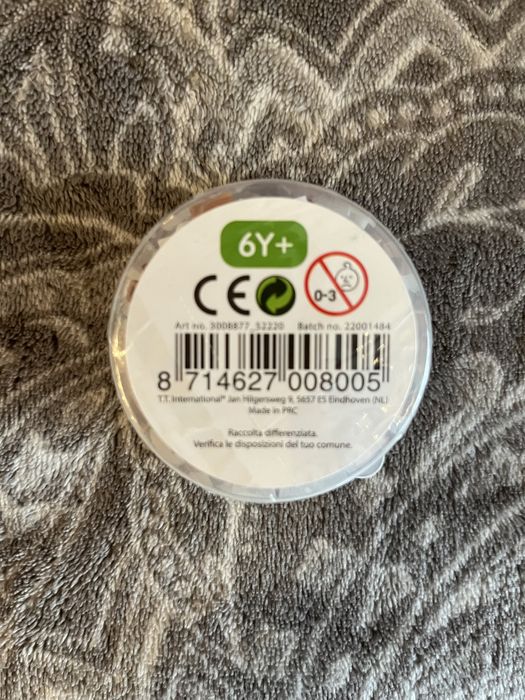 6Y+
CE
0-3
Art no. 3008877_52220 Batch no. 22001484
8 714627 008005
T.T. International® Jan Hilgersweg 9, 5657 ES Eindhoven (NL)
Made in PRC
Raccolta differenziata.
Verifica le disposizioni del tuo comune.